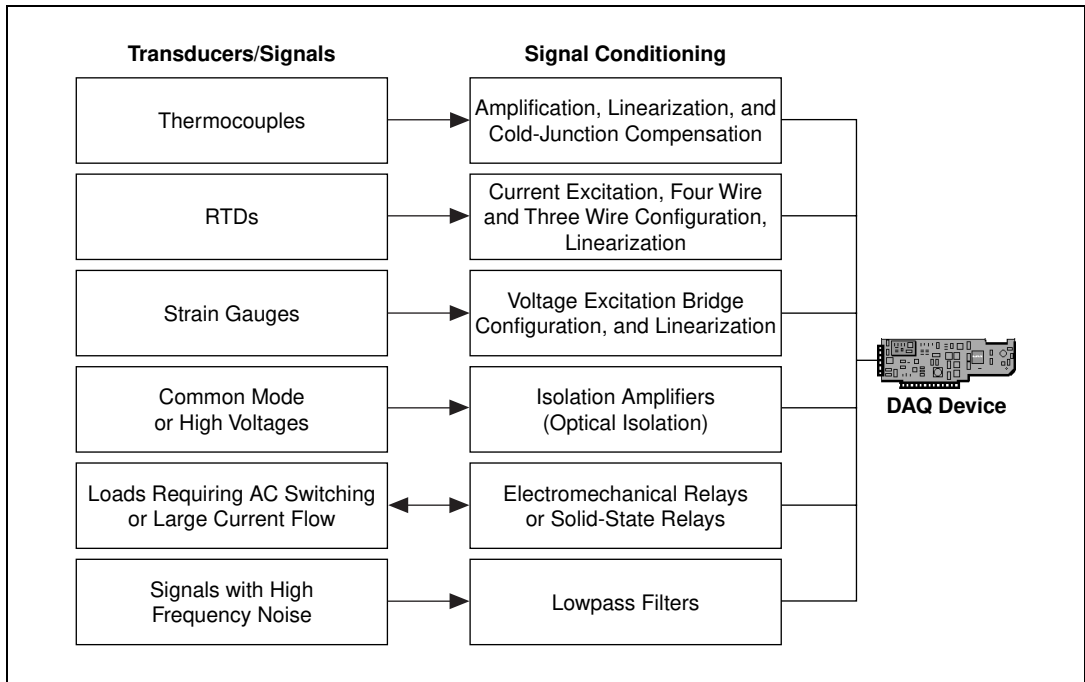 Transducers/Signals
Signal Conditioning
Thermocouples
Amplification, Linearization, and
Cold-Junction Compensation
RTDs
Current Excitation, Four Wire
and Three Wire Configuration,
Linearization
Strain Gauges
Voltage Excitation Bridge
Configuration, and Linearization
Common Mode
or High Voltages
Isolation Amplifiers
(Optical Isolation)
DAQ Device
Loads Requiring AC Switching
or Large Current Flow
Electromechanical Relays
or Solid-State Relays
Signals with High
Frequency Noise
Lowpass Filters